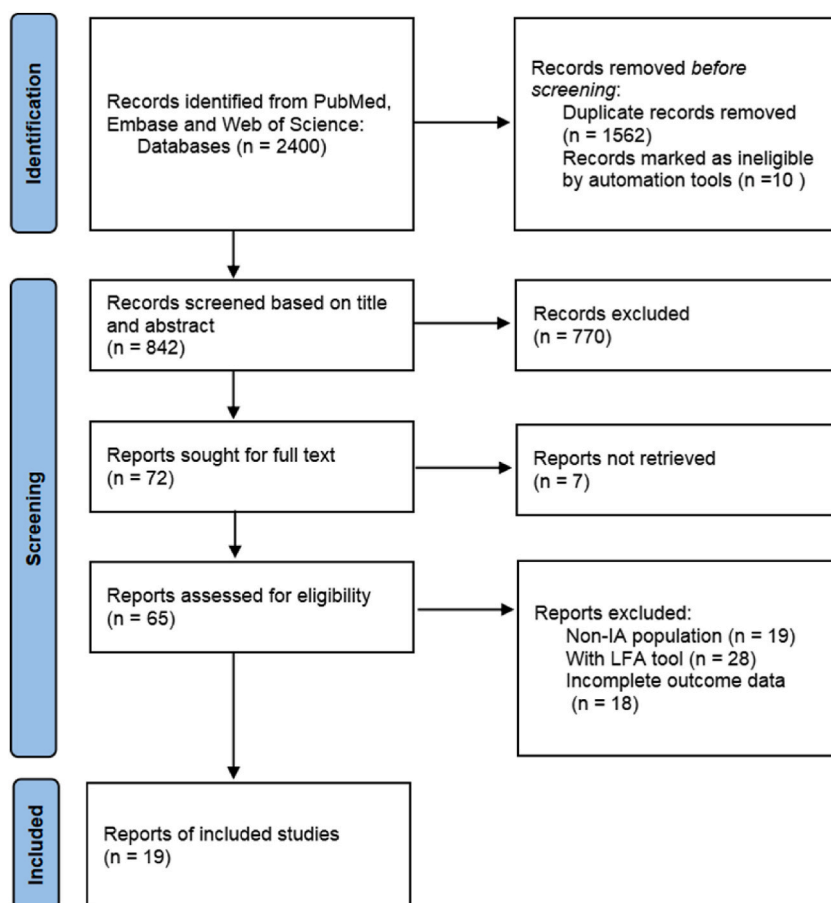 Identification
Records identified from PubMed,
Embase and Web of Science:
Databases (n = 2400)
Records removed before
screening:
Duplicate records removed
(n = 1562)
Records marked as ineligible
by automation tools (n =10 )
Screening
Records screened based on title
and abstract
(n = 842)
Records excluded
(n = 770)
Reports sought for full text
(n = 72)
Reports not retrieved
(n = 7)
Reports assessed for eligibility
(n = 65)
Reports excluded:
Non-IA population (n = 19)
With LFA tool (n = 28)
Incomplete outcome data
(n = 18)
Included
Reports of included studies
(n = 19)